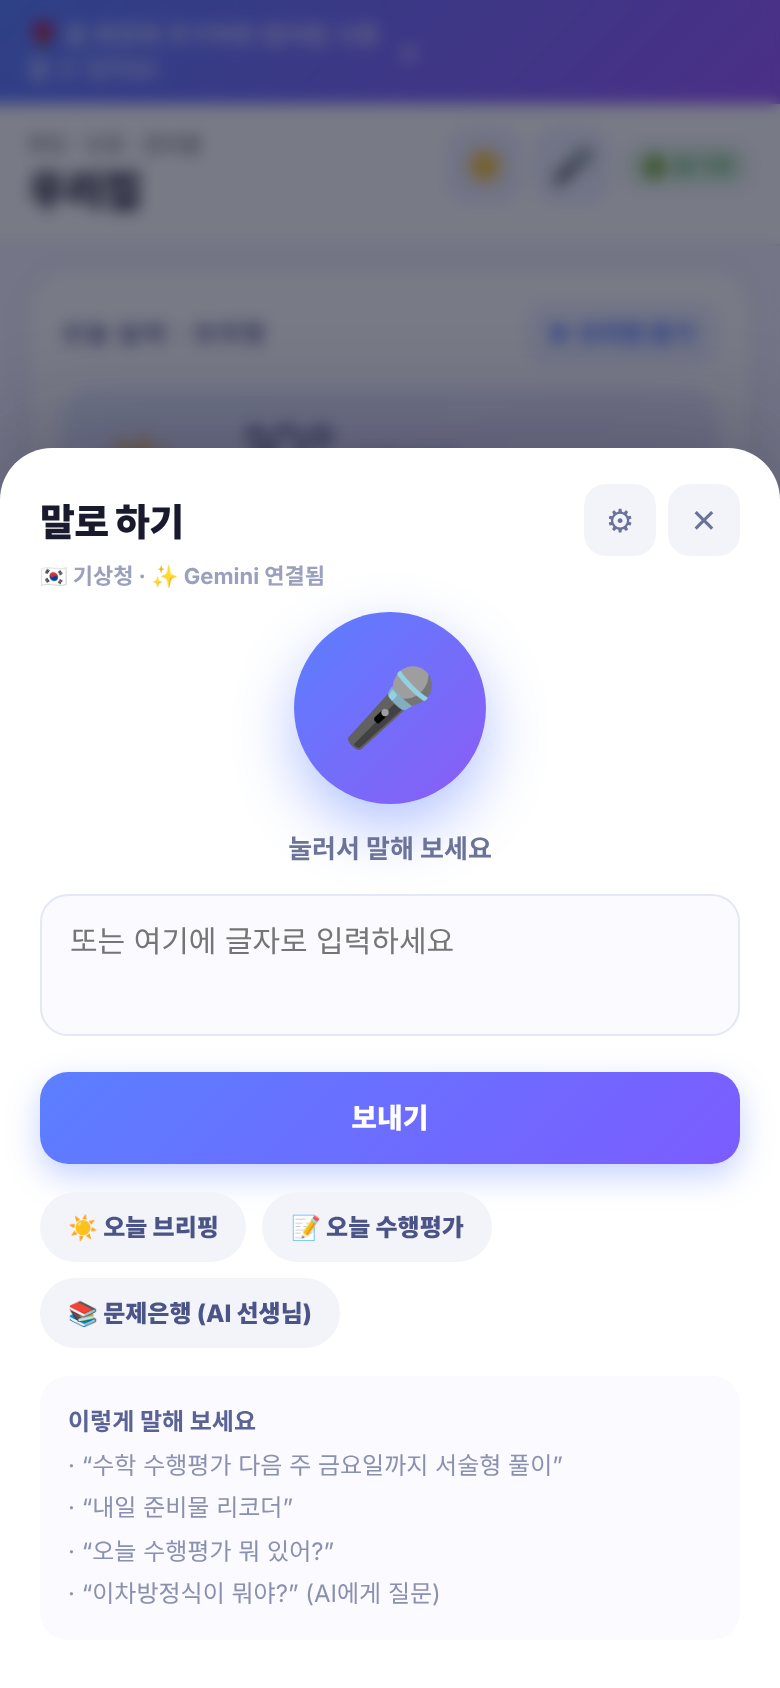 말로 하기
🇰🇷 기상청 · ✨ Gemini 연결됨
눌러서 말해 보세요
또는 여기에 글자로 입력하세요
보내기
☀️ 오늘 브리핑
📝 오늘 수행평가
📚 문제은행 (AI 선생님)
이렇게 말해 보세요
· “수학 수행평가 다음 주 금요일까지 서술형 풀이”
· “내일 준비물 리코더”
· “오늘 수행평가 뭐 있어?”
· “이차방정식이 뭐야?” (AI에게 질문)